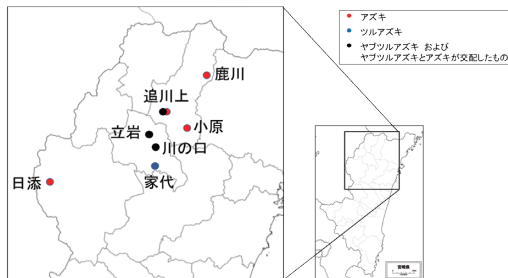 アズキ
ツルアズキ
ヤブツルアズキ および
ヤブツルアズキとアズキが交配したもの
鹿川
追川上
小原
立岩
川の口
日添
家代
宮崎県